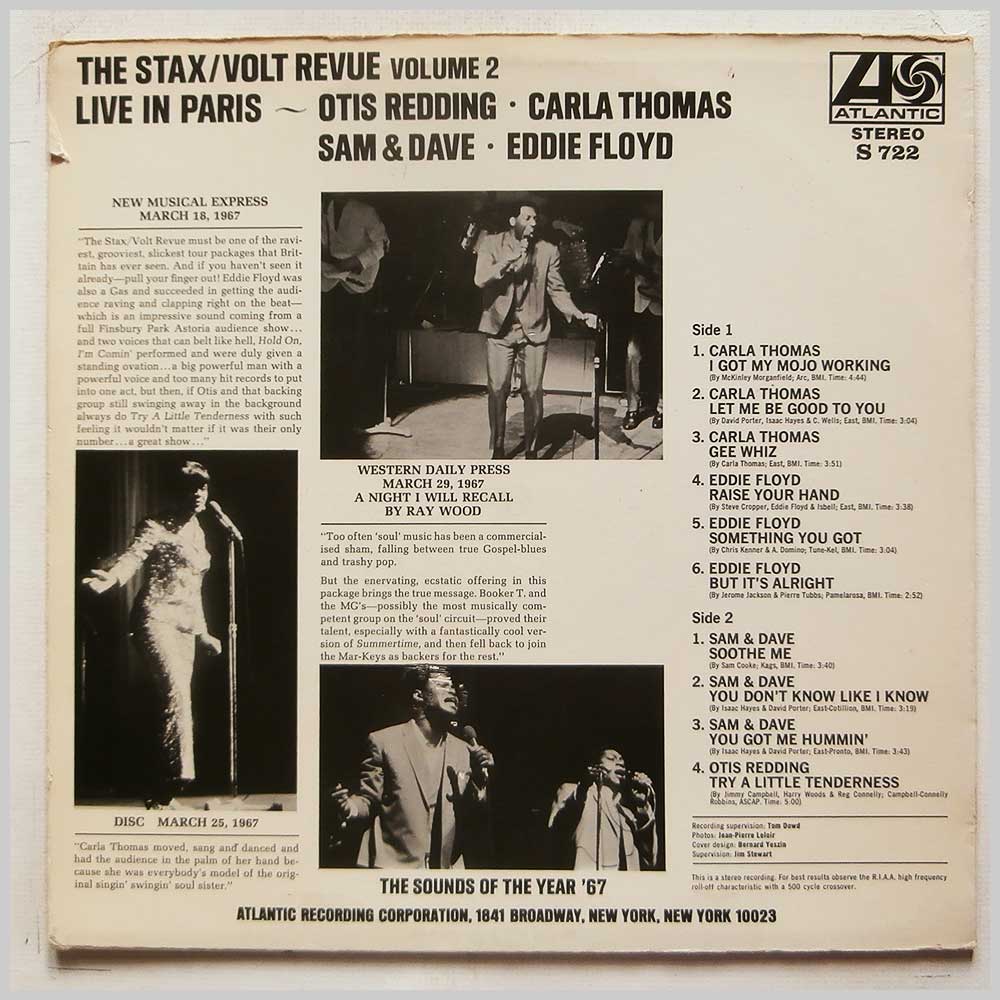 THE STAX/VOLT REVUE VOLUME 2
LIVE IN PARIS ~ OTIS REDDING · CARLA THOMAS
SAM & DAVE · EDDIE FLOYD
ATLANTIC
STEREO
S 722
NEW MUSICAL EXPRESS
MARCH 18, 1967
"The Stax/Volt Revue must be one of the ravi-
est, grooviest, slickest tour packages that Brit-
tain has ever seen. And if you haven't seen it
already—pull your finger out! Eddie Floyd was
also a Gas and succeeded in getting the audi-
ence raving and clapping right on the beat—
which is an impressive sound coming from a
full Finsbury Park Astoria audience show...
and two voices that can belt like hell, Hold On,
I'm Comin' performed and were duly given a
standing ovation...a big powerful man with a
powerful voice and too many hit records to put
into one act, but then, if Otis and that backing
group still swinging away in the background
always do Try A Little Tenderness with such
feeling it wouldn't matter if it was their only
number...a great show..."
DISC MARCH 25, 1967
"Carla Thomas moved, sang and danced and
had the audience in the palm of her hand be-
cause she was everybody's model of the orig-
inal singin' swingin' soul sister."
WESTERN DAILY PRESS
MARCH 29, 1967
A NIGHT I WILL RECALL
BY RAY WOOD
"Too often 'soul' music has been a commercial-
ised sham, falling between true Gospel-blues
and trashy pop.
But the enervating, ecstatic offering in this
package brings the true message. Booker T. and
the MG's—possibly the most musically com-
petent group on the 'soul' circuit—proved their
talent, especially with a fantastically cool ver-
sion of Summertime, and then fell back to join
the Mar-Keys as backers for the rest."
THE SOUNDS OF THE YEAR '67
Side 1
1. CARLA THOMAS
I GOT MY MOJO WORKING
(By McKinley Morganfield; Arc, BMI. Time: 4:44)
2. CARLA THOMAS
LET ME BE GOOD TO YOU
(By David Porter, Isaac Hayes & C. Wells; East, BMI. Time: 3:04)
3. CARLA THOMAS
GEE WHIZ
(By Carla Thomas; East, BMI. Time: 3:51)
4. EDDIE FLOYD
RAISE YOUR HAND
(By Steve Cropper, Eddie Floyd & Isbell; East, BMI. Time: 3:38)
5. EDDIE FLOYD
SOMETHING YOU GOT
(By Chris Kenner & A. Domino; Tune-Kel, BMI. Time: 3:04)
6. EDDIE FLOYD
BUT IT'S ALRIGHT
(By Jerome Jackson & Pierre Tubbs; Pamelarosa, BMI. Time: 2:52)
Side 2
1. SAM & DAVE
SOOTHE ME
(By Sam Cooke; Kags, BMI. Time: 3:40)
2. SAM & DAVE
YOU DON'T KNOW LIKE I KNOW
(By Isaac Hayes & David Porter; East-Cotillion, BMI. Time: 3:19)
3. SAM & DAVE
YOU GOT ME HUMMIN'
(By Isaac Hayes & David Porter; East-Pronto, BMI. Time: 3:43)
4. OTIS REDDING
TRY A LITTLE TENDERNESS
(By Jimmy Campbell, Harry Woods & Reg Connelly; Campbell-Connelly
Robbins, ASCAP. Time: 5:00)
Recording supervision: Tom Dowd
Photos: Jean-Pierre Leloir
Cover design: Bernard Yeszin
Supervision: Jim Stewart
This is a stereo recording. For best results observe the R.I.A.A. high frequency
roll-off characteristic with a 500 cycle crossover.
ATLANTIC RECORDING CORPORATION, 1841 BROADWAY, NEW YORK, NEW YORK 10023